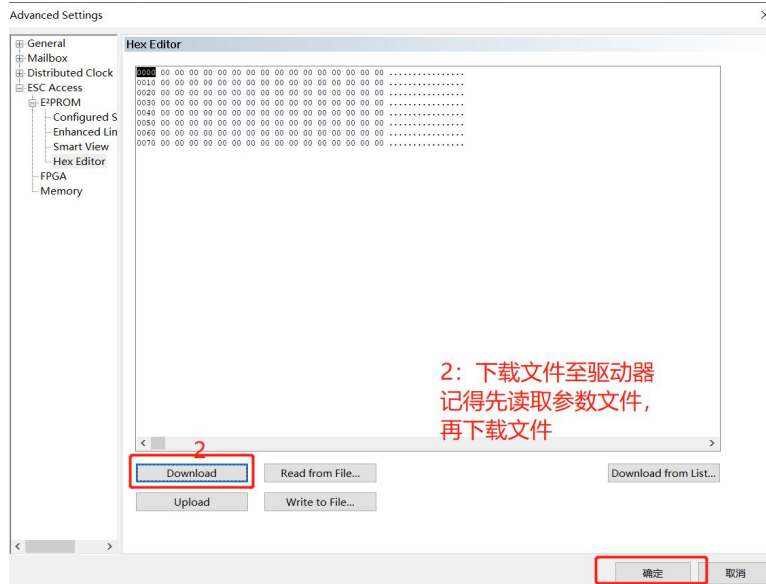 Advanced Settings
General
Mailbox
Distributed Clock
ESC Access
E²PROM
Configured S
Enhanced Lin
Smart View
Hex Editor
FPGA
Memory
Hex Editor
0000 00 00 00 00 00 00 00 00 00 00 00 00 00 00 00 00 ................
0010 00 00 00 00 00 00 00 00 00 00 00 00 00 00 00 00 ................
0020 00 00 00 00 00 00 00 00 00 00 00 00 00 00 00 00 ................
0030 00 00 00 00 00 00 00 00 00 00 00 00 00 00 00 00 ................
0040 00 00 00 00 00 00 00 00 00 00 00 00 00 00 00 00 ................
0050 00 00 00 00 00 00 00 00 00 00 00 00 00 00 00 00 ................
0060 00 00 00 00 00 00 00 00 00 00 00 00 00 00 00 00 ................
0070 00 00 00 00 00 00 00 00 00 00 00 00 00 00 00 00 ................
2：下载文件至驱动器
记得先读取参数文件，
再下载文件
2
Download
Read from File...
Download from List...
Upload
Write to File...
确定
取消